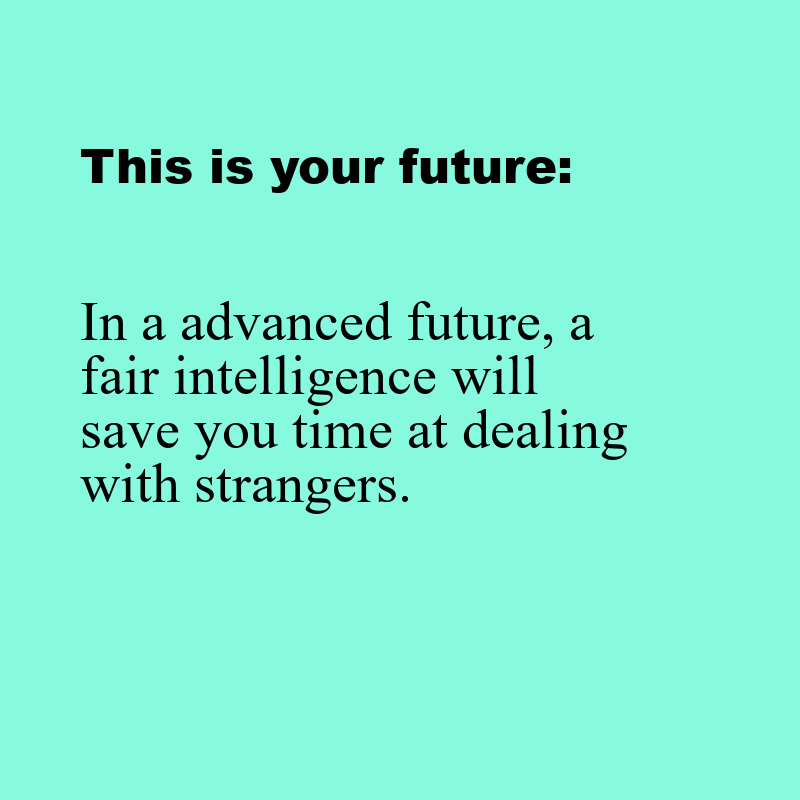 This is your future:
In a advanced future, a
fair intelligence will
save you time at dealing
with strangers.